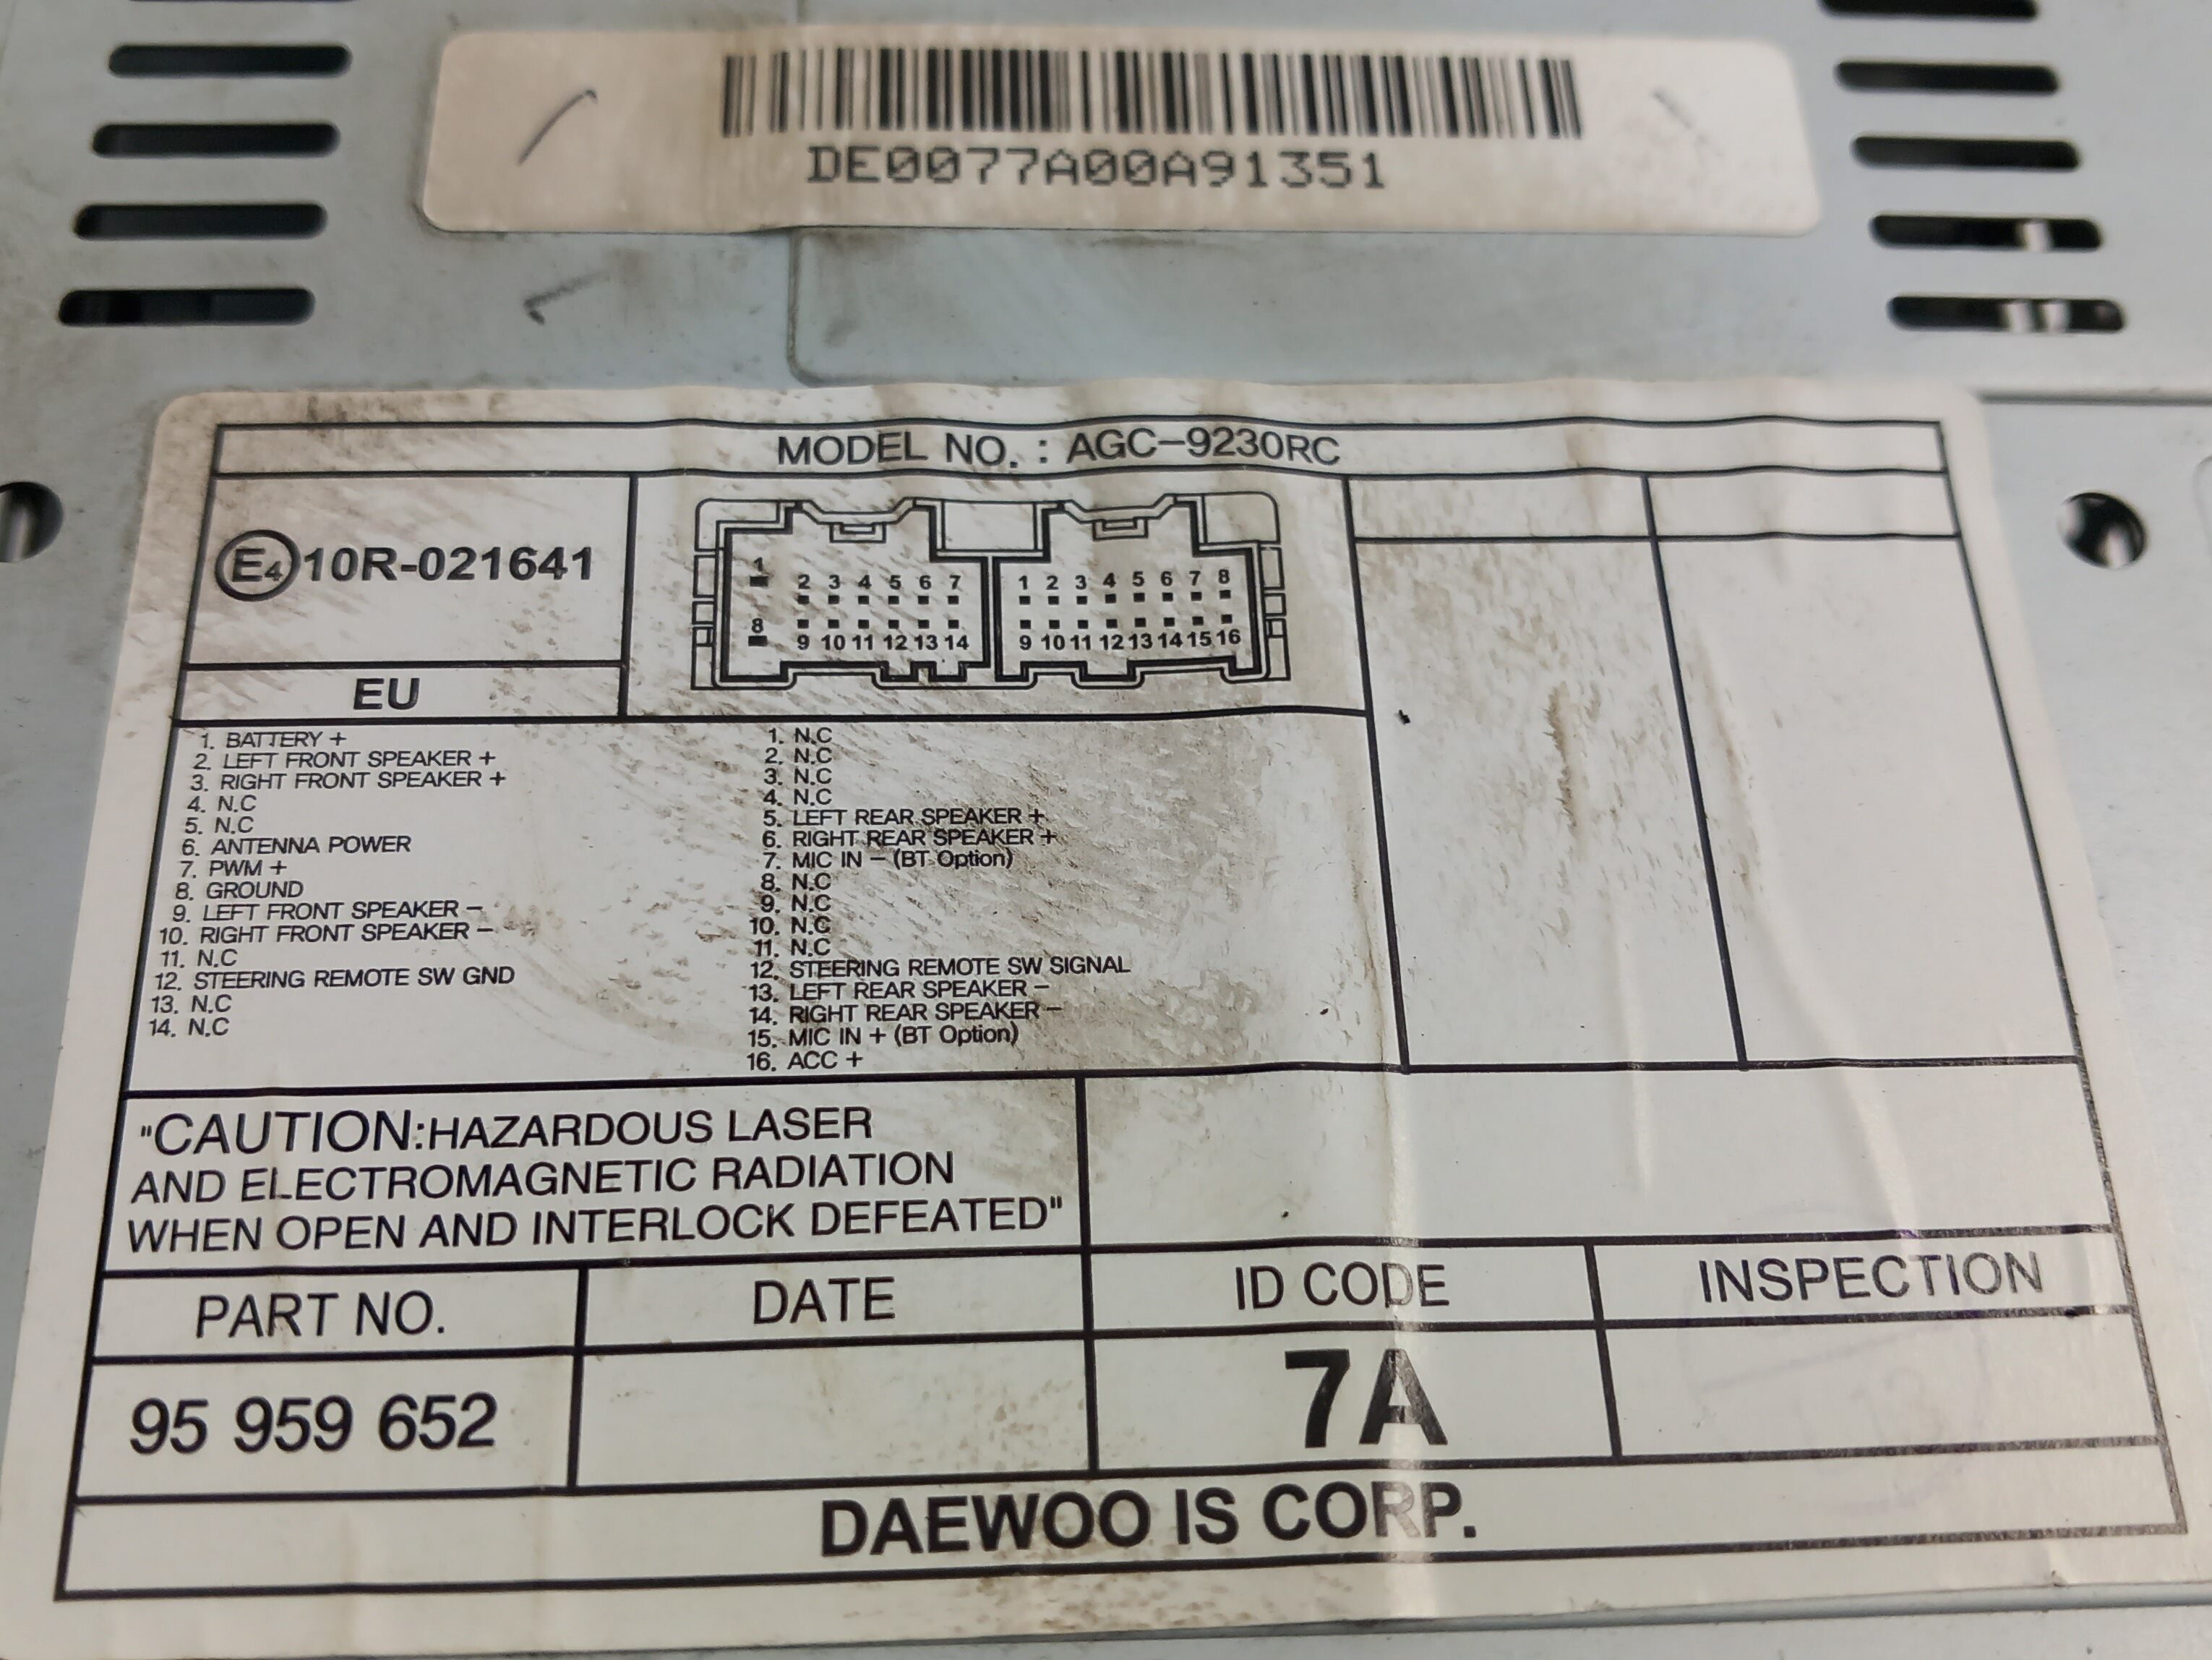 DE0077A00A91351
MODEL NO. : AGC-9230RC
E4 10R-021641
1 2 3 4 5 6 7
8 9 10 11 12 13 14
1 2 3 4 5 6 7 8
9 10 11 12 13 14 15 16
EU
1. BATTERY +
2. LEFT FRONT SPEAKER +
3. RIGHT FRONT SPEAKER +
4. N.C
5. N.C
6. ANTENNA POWER
7. PWM +
8. GROUND
9. LEFT FRONT SPEAKER -
10. RIGHT FRONT SPEAKER -
11. N.C
12. STEERING REMOTE SW GND
13. N.C
14. N.C
1. N.C
2. N.C
3. N.C
4. N.C
5. LEFT REAR SPEAKER +
6. RIGHT REAR SPEAKER +
7. MIC IN - (BT Option)
8. N.C
9. N.C
10. N.C
11. N.C
12. STEERING REMOTE SW SIGNAL
13. LEFT REAR SPEAKER -
14. RIGHT REAR SPEAKER -
15. MIC IN + (BT Option)
16. ACC +
"CAUTION:HAZARDOUS LASER
AND ELECTROMAGNETIC RADIATION
WHEN OPEN AND INTERLOCK DEFEATED"
PART NO. DATE ID CODE INSPECTION
95 959 652 7A
DAEWOO IS CORP.